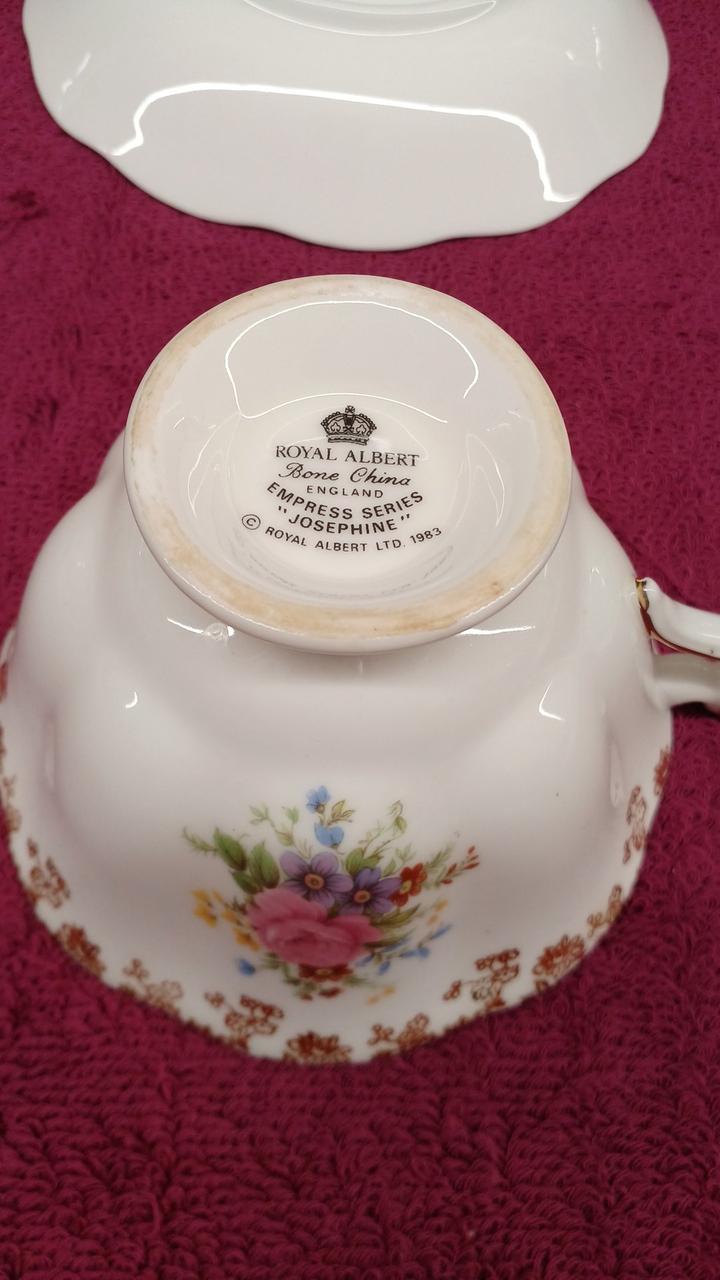 ROYAL ALBERT
Bone China
ENGLAND
EMPRESS SERIES
"JOSEPHINE"
© ROYAL ALBERT LTD. 1983